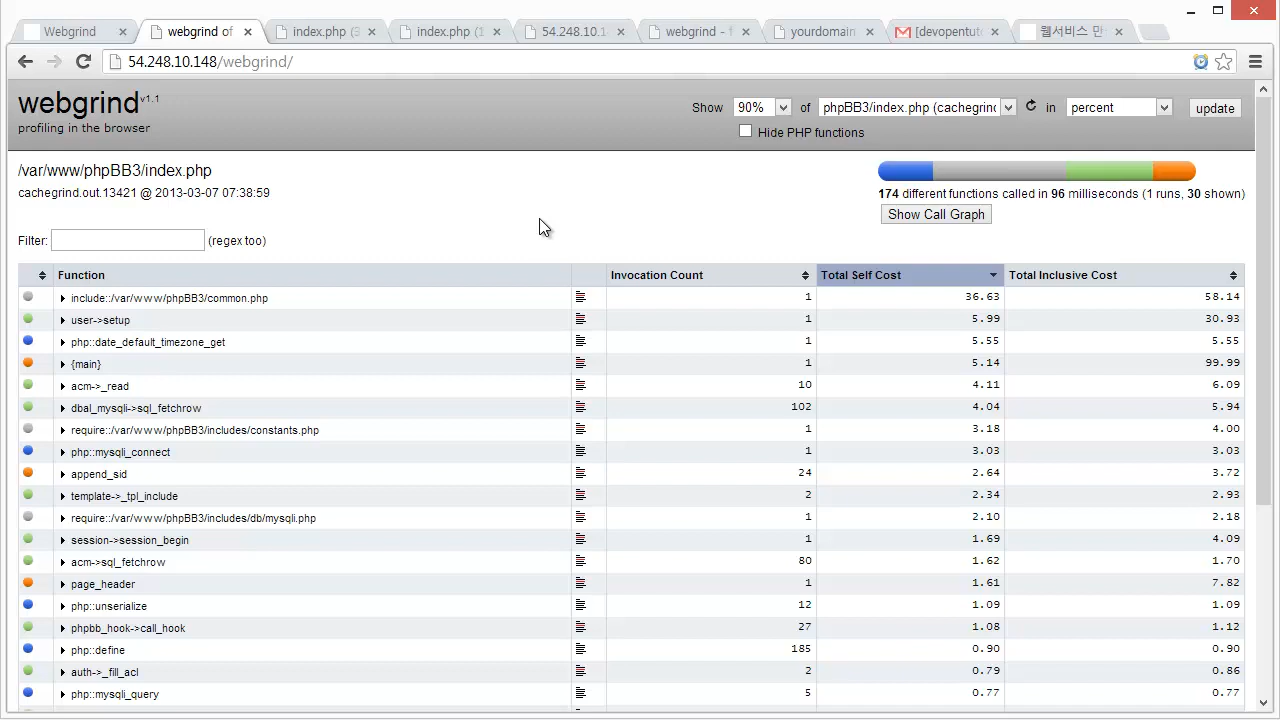 Webgrind
webgrind of
index.php (3
index.php (1
54.248.10.1
webgrind - f
yourdomain
[devopentut
웹서비스 만
54.248.10.148/webgrind/
webgrind v1.1
profiling in the browser
Show 90% of phpBB3/index.php (cachegrin in percent update
Hide PHP functions
/var/www/phpBB3/index.php
cachegrind.out.13421 @ 2013-03-07 07:38:59
174 different functions called in 96 milliseconds (1 runs, 30 shown)
Show Call Graph
Filter: (regex too)
Function Invocation Count Total Self Cost Total Inclusive Cost
include::/var/www/phpBB3/common.php 1 36.63 58.14
user->setup 1 5.99 30.93
php::date_default_timezone_get 1 5.55 5.55
{main} 1 5.14 99.99
acm->_read 10 4.11 6.09
dbal_mysqli->sql_fetchrow 102 4.04 5.94
require::/var/www/phpBB3/includes/constants.php 1 3.18 4.00
php::mysqli_connect 1 3.03 3.03
append_sid 24 2.64 3.72
template->_tpl_include 2 2.34 2.93
require::/var/www/phpBB3/includes/db/mysqli.php 1 2.10 2.18
session->session_begin 1 1.69 4.09
acm->sql_fetchrow 80 1.62 1.70
page_header 1 1.61 7.82
php::unserialize 12 1.09 1.09
phpbb_hook->call_hook 27 1.08 1.12
php::define 185 0.90 0.90
auth->_fill_acl 2 0.79 0.86
php::mysqli_query 5 0.77 0.77